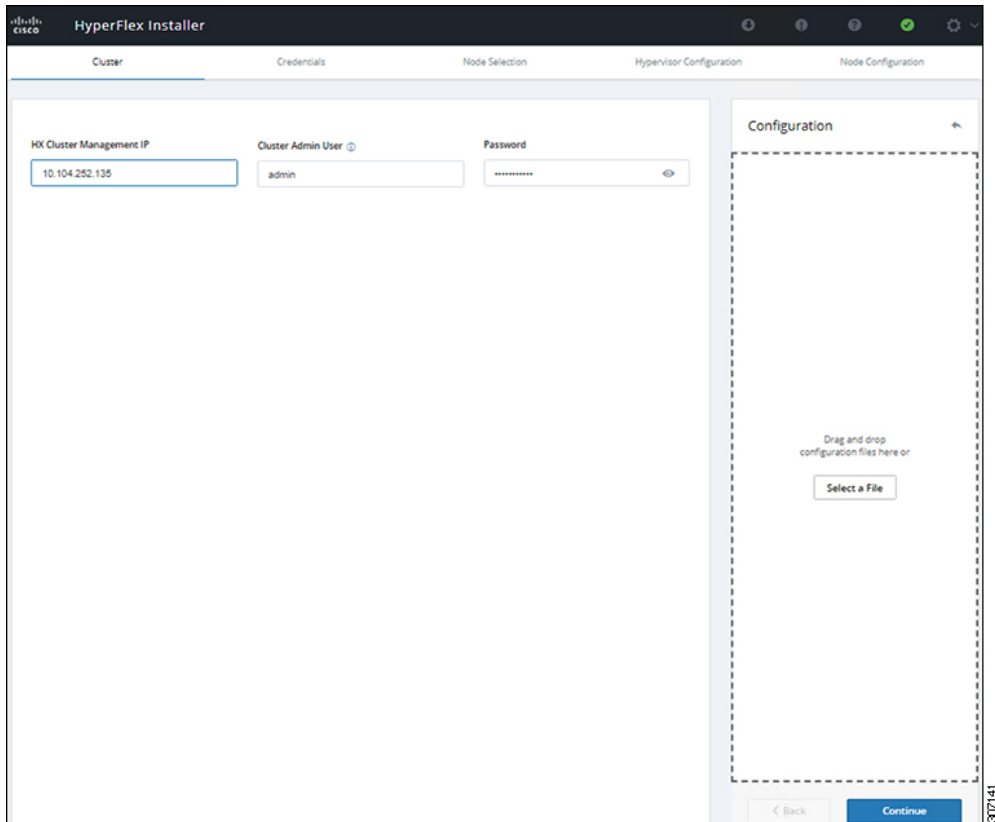 cisco
HyperFlex Installer
Cluster
Credentials
Node Selection
Hypervisor Configuration
Node Configuration
HX Cluster Management IP
Cluster Admin User
Password
10.104.252.135
admin
•••••••••••
Configuration
Drag and drop
configuration files here or
Select a File
< Back
Continue
307141